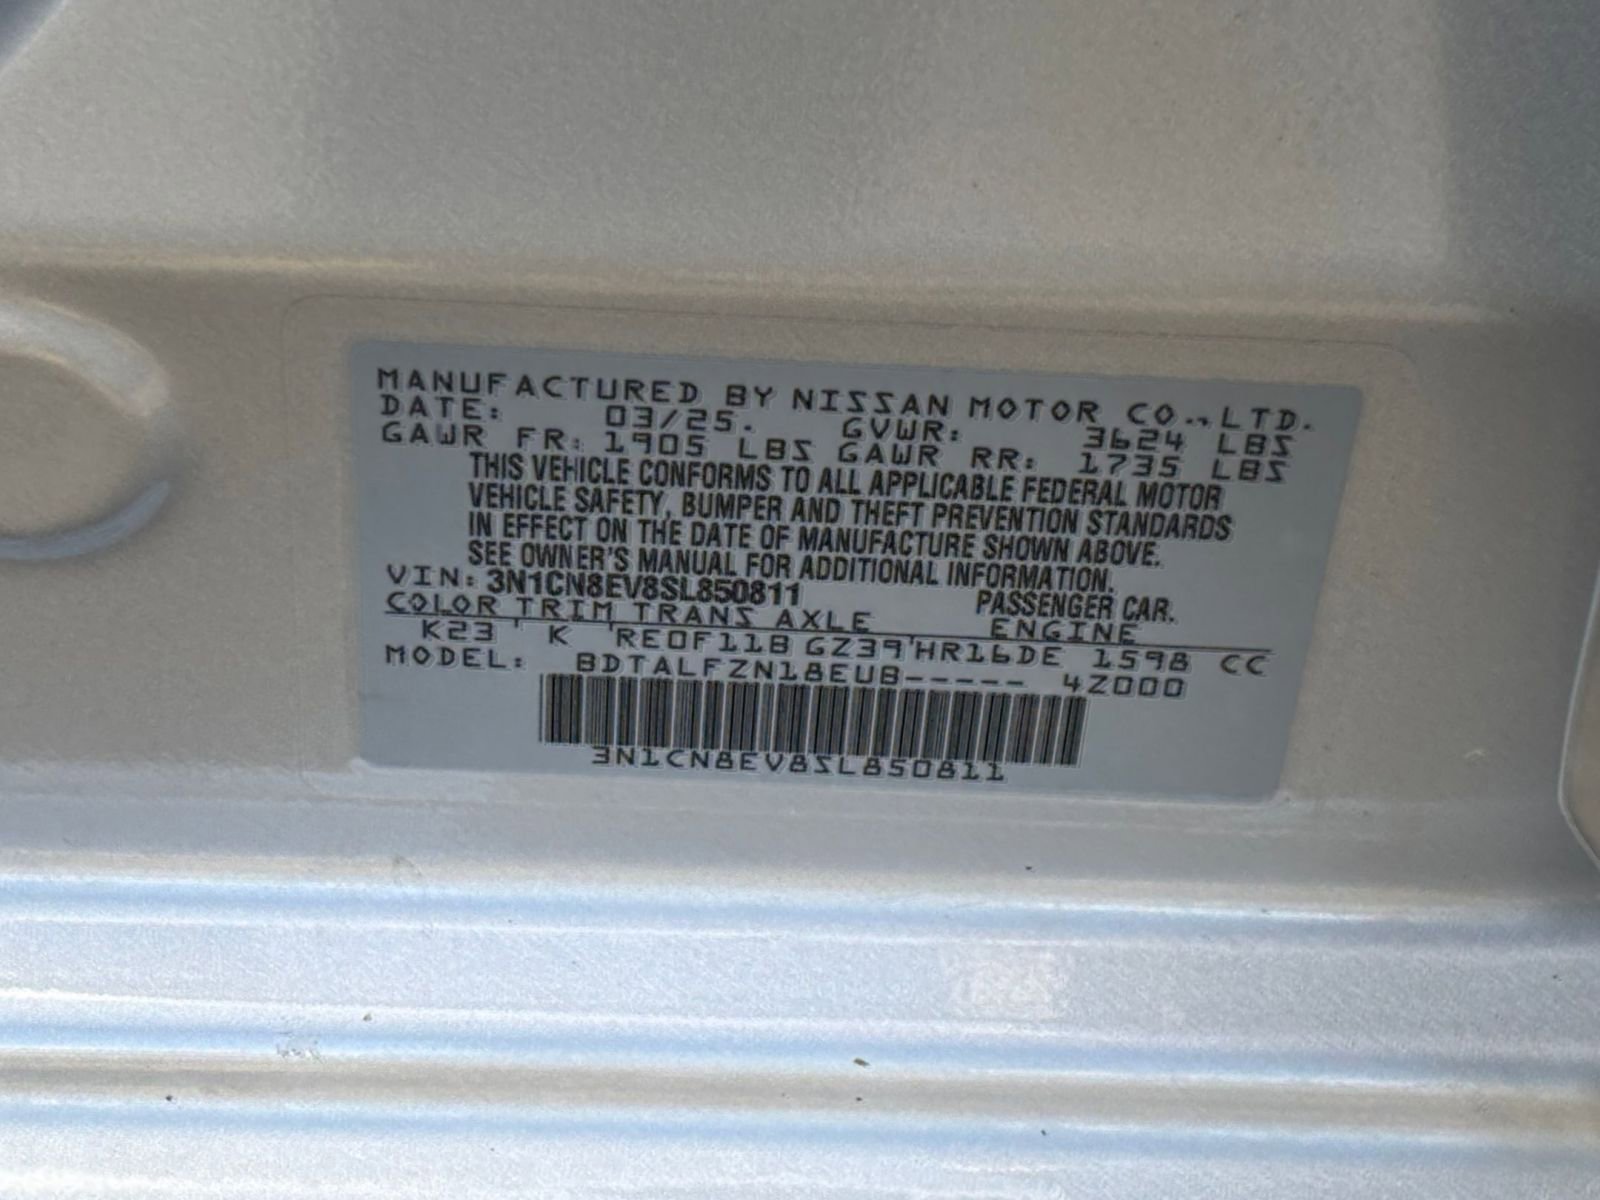 MANUFACTURED BY NISSAN MOTOR CO., LTD.
DATE: 03/25. GVWR: 3624 LBS
GAWR FR: 1905 LBS GAWR RR: 1735 LBS
THIS VEHICLE CONFORMS TO ALL APPLICABLE FEDERAL MOTOR
VEHICLE SAFETY, BUMPER AND THEFT PREVENTION STANDARDS
IN EFFECT ON THE DATE OF MANUFACTURE SHOWN ABOVE.
SEE OWNER'S MANUAL FOR ADDITIONAL INFORMATION.
VIN: 3N1CN8EV8SL850811 PASSENGER CAR.
COLOR TRIM TRANS AXLE ENGINE
K23 K RE0F11B GZ39 HR16DE 1598 CC
MODEL: BDTALFZN18EUB----- 4Z000
3N1CN8EV8SL850811